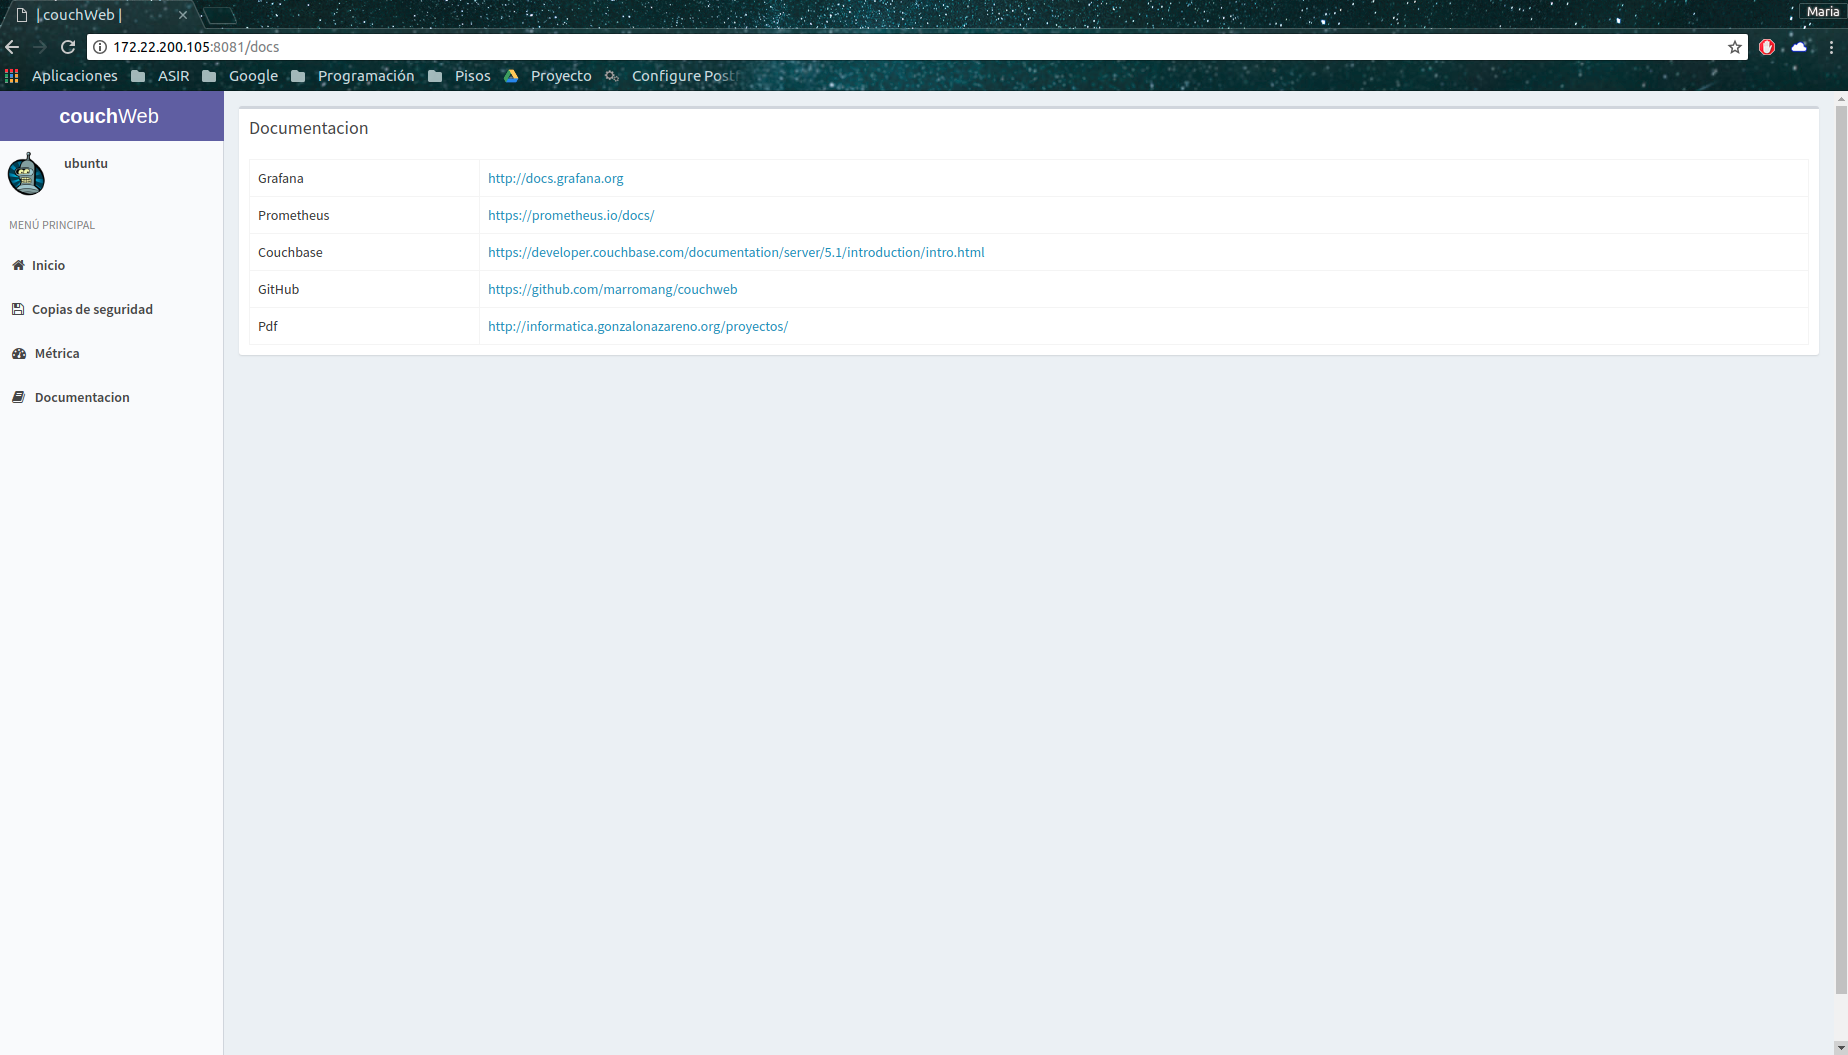 | couchWeb |
Maria
172.22.200.105:8081/docs
Aplicaciones ASIR Google Programación Pisos Proyecto Configure Post
couchWeb
ubuntu
MENÚ PRINCIPAL
Inicio
Copias de seguridad
Métrica
Documentacion
Documentacion
Grafana http://docs.grafana.org
Prometheus https://prometheus.io/docs/
Couchbase https://developer.couchbase.com/documentation/server/5.1/introduction/intro.html
GitHub https://github.com/marromang/couchweb
Pdf http://informatica.gonzalonazareno.org/proyectos/